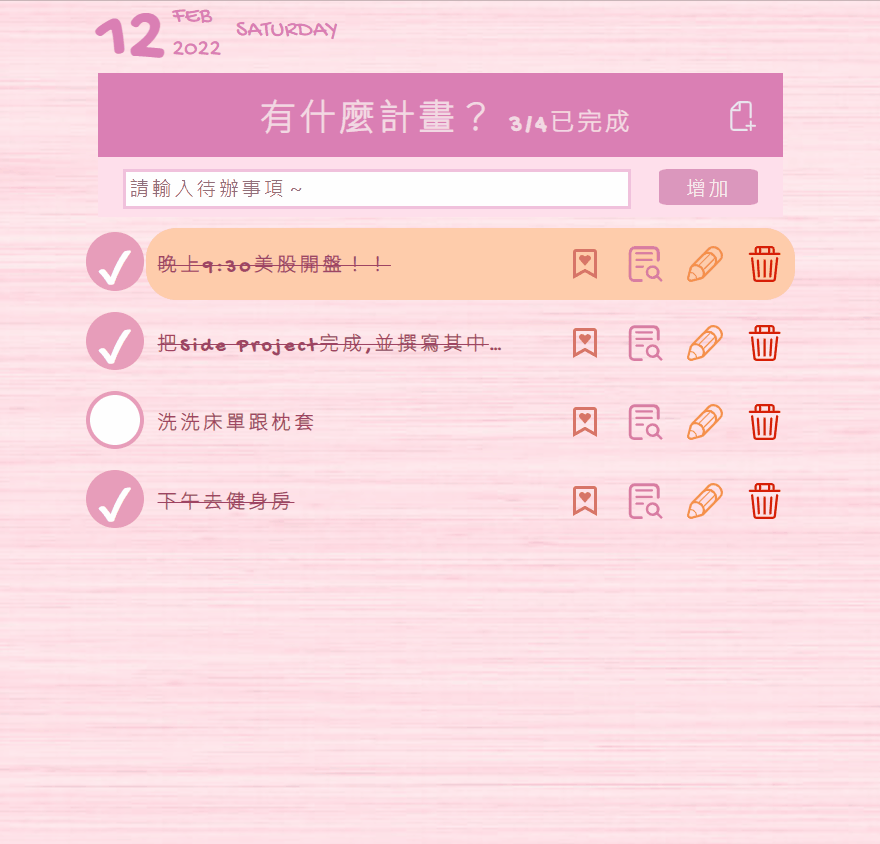 12 FEB 2022 SATURDAY
有什麼計畫？ 3/4已完成
請輸入待辦事項～ 增加
晚上9:30美股開盤！！
把Side Project完成,並撰寫其中…
洗洗床單跟枕套
下午去健身房